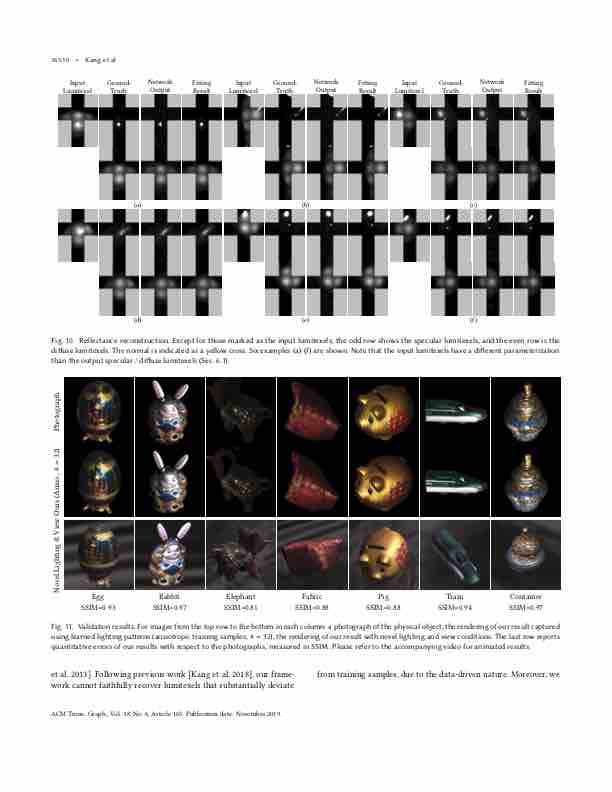 Kang et al
Input Lumitexel Ground-Truth Network Output Fitting Result Input Lumitexel Ground-Truth Network Output Fitting Result Input Lumitexel Ground-Truth Network Output Fitting Result
(a) (b) (c)
(d) (e) (f)
Fig. 10. Reflectance reconstruction. Except for those marked as the input lumitexels, the odd row shows the specular lumitexels, and the even row is the
diffuse lumitexels. The normal is indicated as a yellow cross. Six examples (a)-(f) are shown. Note that the input lumitexels have a different parameterization
than the output specular / diffuse lumitexels (Sec. 6.1).
Photograph
Ours (Aniso., κ = 32)
Novel Lighting & View
Egg Rabbit Elephant Fabric Pig Train Container
SSIM=0.93 SSIM=0.97 SSIM=0.81 SSIM=0.88 SSIM=0.88 SSIM=0.94 SSIM=0.97
Fig. 11. Validation results. For images from the top row to the bottom in each column: a photograph of the physical object, the rendering of our result captured
using learned lighting patterns (anisotropic training samples, κ = 32), the rendering of our result with novel lighting and view conditions. The last row reports
quantitative errors of our results with respect to the photographs, measured in SSIM. Please refer to the accompanying video for animated results.
et al. 2013]. Following previous work [Kang et al. 2018], our frame-
work cannot faithfully recover lumitexels that substantially deviate
from training samples, due to the data-driven nature. Moreover, we
ACM Trans. Graph., Vol. 38, No. 6, Article 165. Publication date: November 2019.